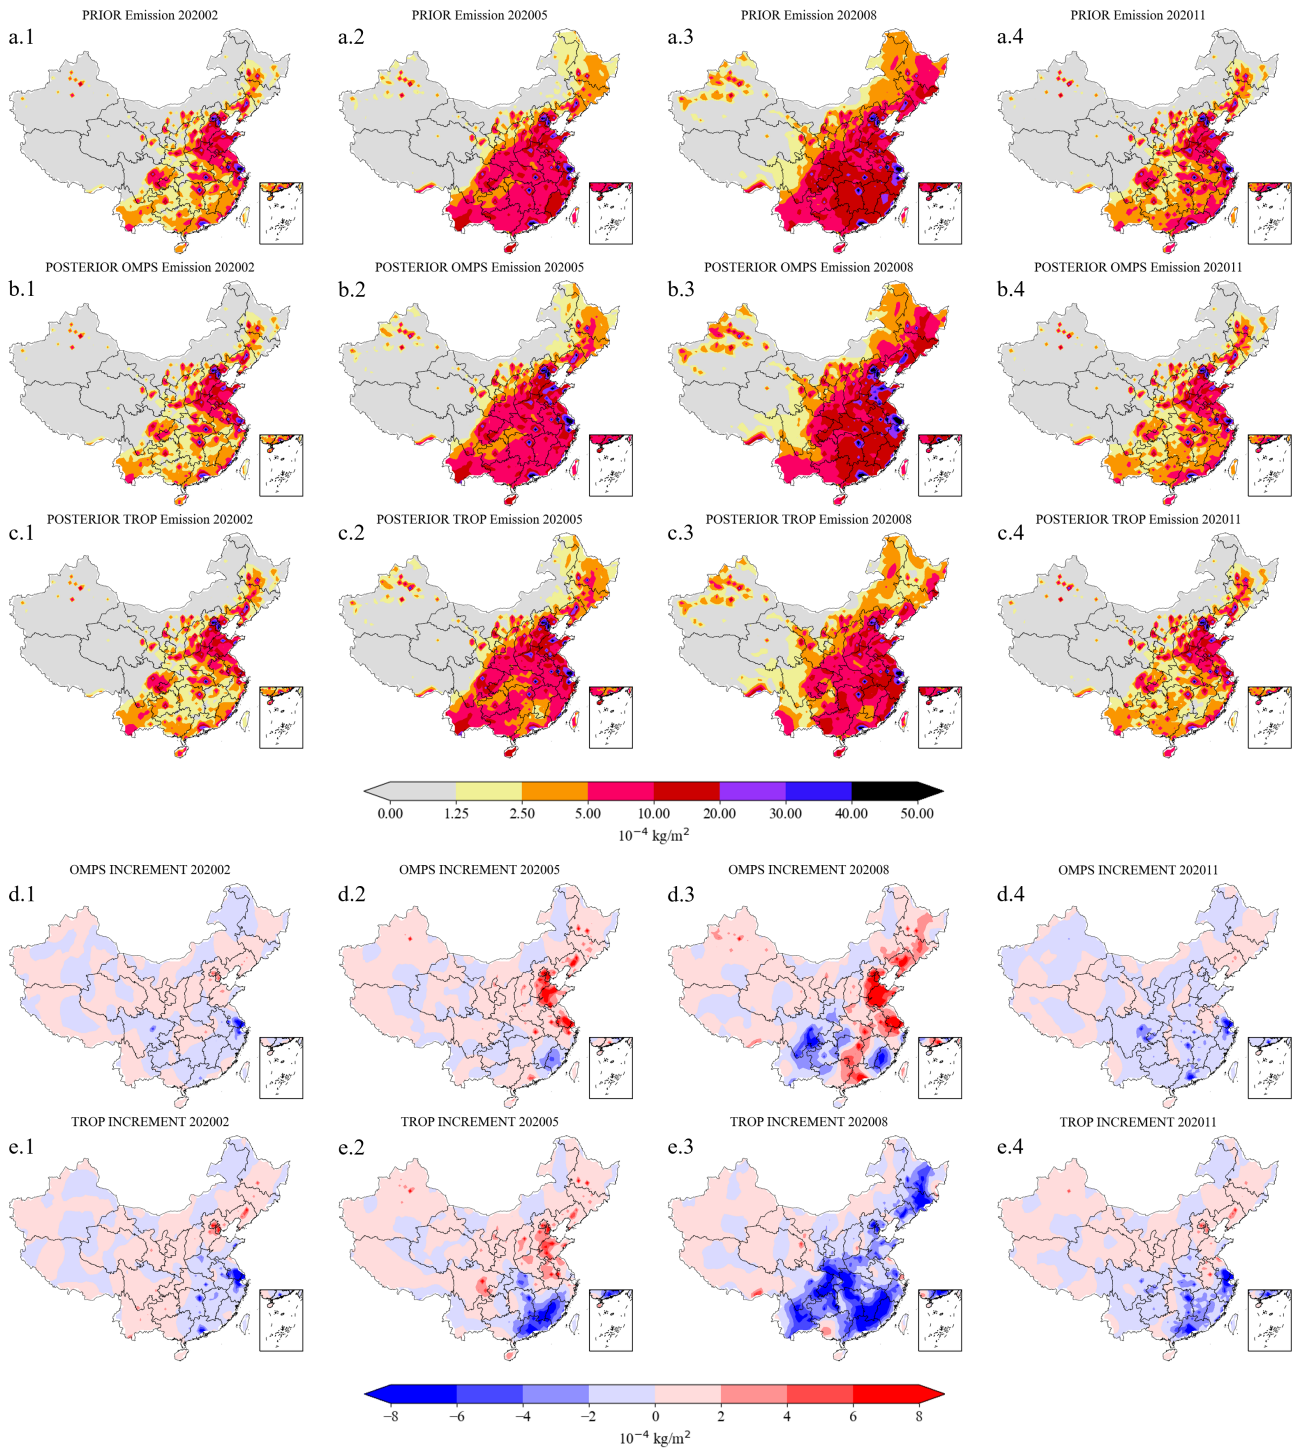 PRIOR Emission 202002
PRIOR Emission 202005
PRIOR Emission 202008
PRIOR Emission 202011
a.1
a.2
a.3
a.4
POSTERIOR OMPS Emission 202002
POSTERIOR OMPS Emission 202005
POSTERIOR OMPS Emission 202008
POSTERIOR OMPS Emission 202011
b.1
b.2
b.3
b.4
POSTERIOR TROP Emission 202002
POSTERIOR TROP Emission 202005
POSTERIOR TROP Emission 202008
POSTERIOR TROP Emission 202011
c.1
c.2
c.3
c.4
0.00 1.25 2.50 5.00 10.00 20.00 30.00 40.00 50.00
10⁻⁴ kg/m²
OMPS INCREMENT 202002
OMPS INCREMENT 202005
OMPS INCREMENT 202008
OMPS INCREMENT 202011
d.1
d.2
d.3
d.4
TROP INCREMENT 202002
TROP INCREMENT 202005
TROP INCREMENT 202008
TROP INCREMENT 202011
e.1
e.2
e.3
e.4
−8 −6 −4 −2 0 2 4 6 8
10⁻⁴ kg/m²